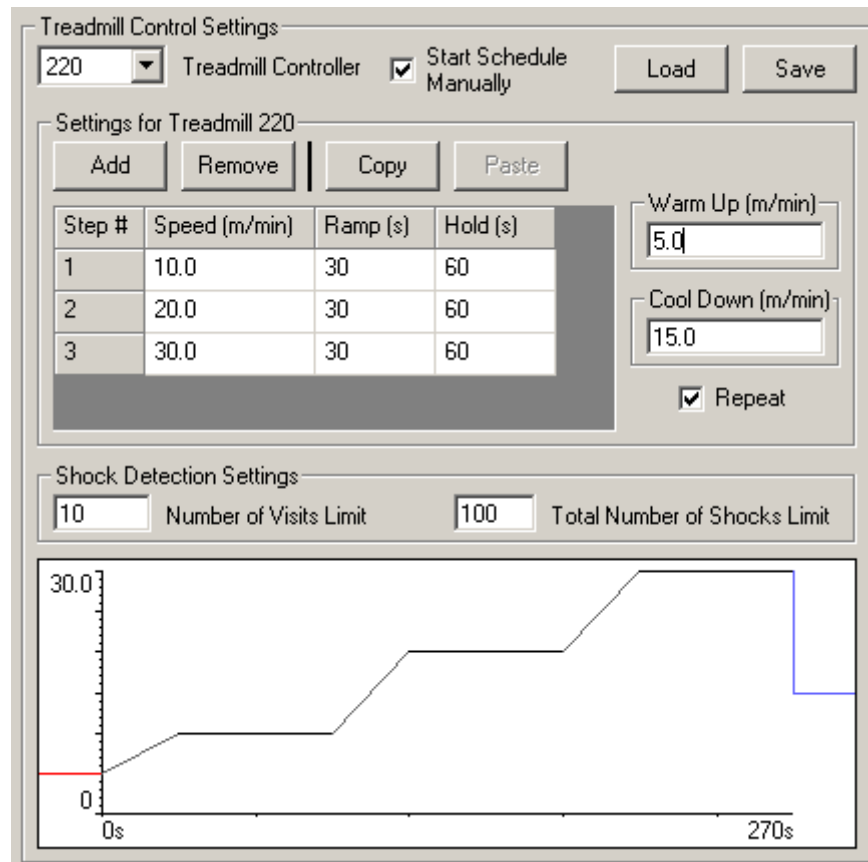 Treadmill Control Settings
220 Treadmill Controller Start Schedule Manually Load Save
Settings for Treadmill 220
Add Remove Copy Paste
Step # Speed (m/min) Ramp (s) Hold (s)
1 10.0 30 60
2 20.0 30 60
3 30.0 30 60
Warm Up (m/min)
5.0
Cool Down (m/min)
15.0
Repeat
Shock Detection Settings
10 Number of Visits Limit 100 Total Number of Shocks Limit
30.0
0
0s 270s